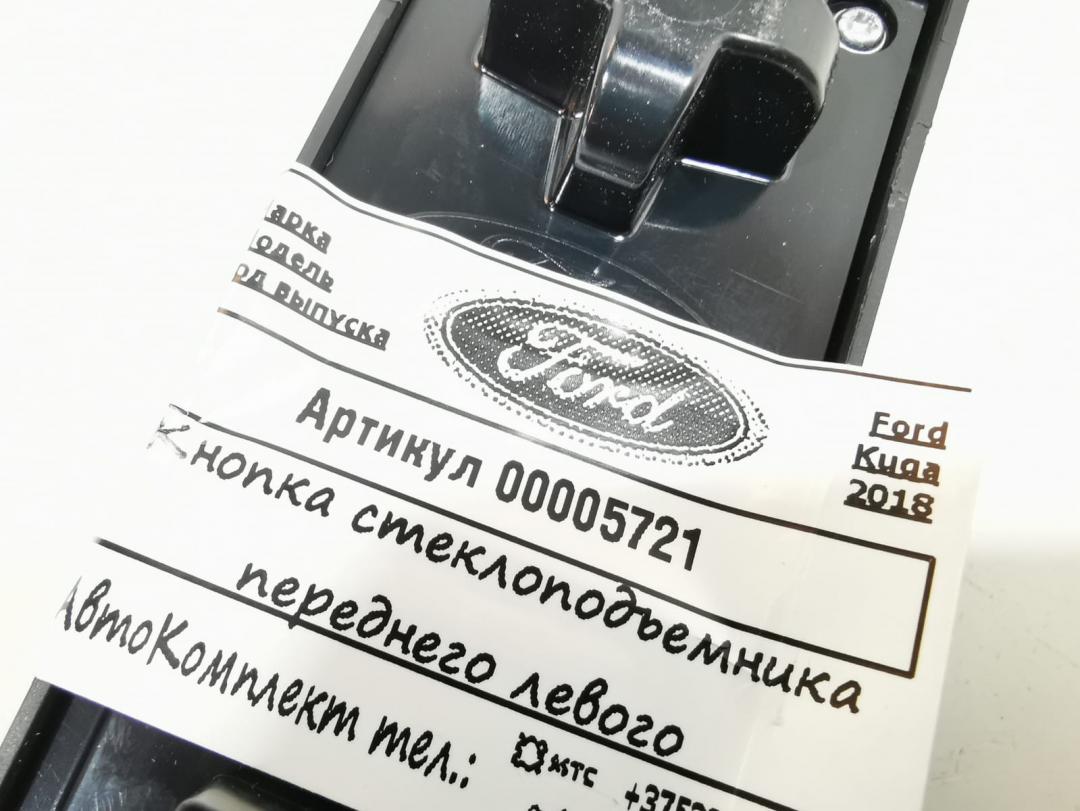 арка
одель
од выпуска
Ford
Ford
Kuga
2018
Артикул 00005721
Кнопка стеклоподъемника
переднего левого
АвтоКомплект тел.:
мтс